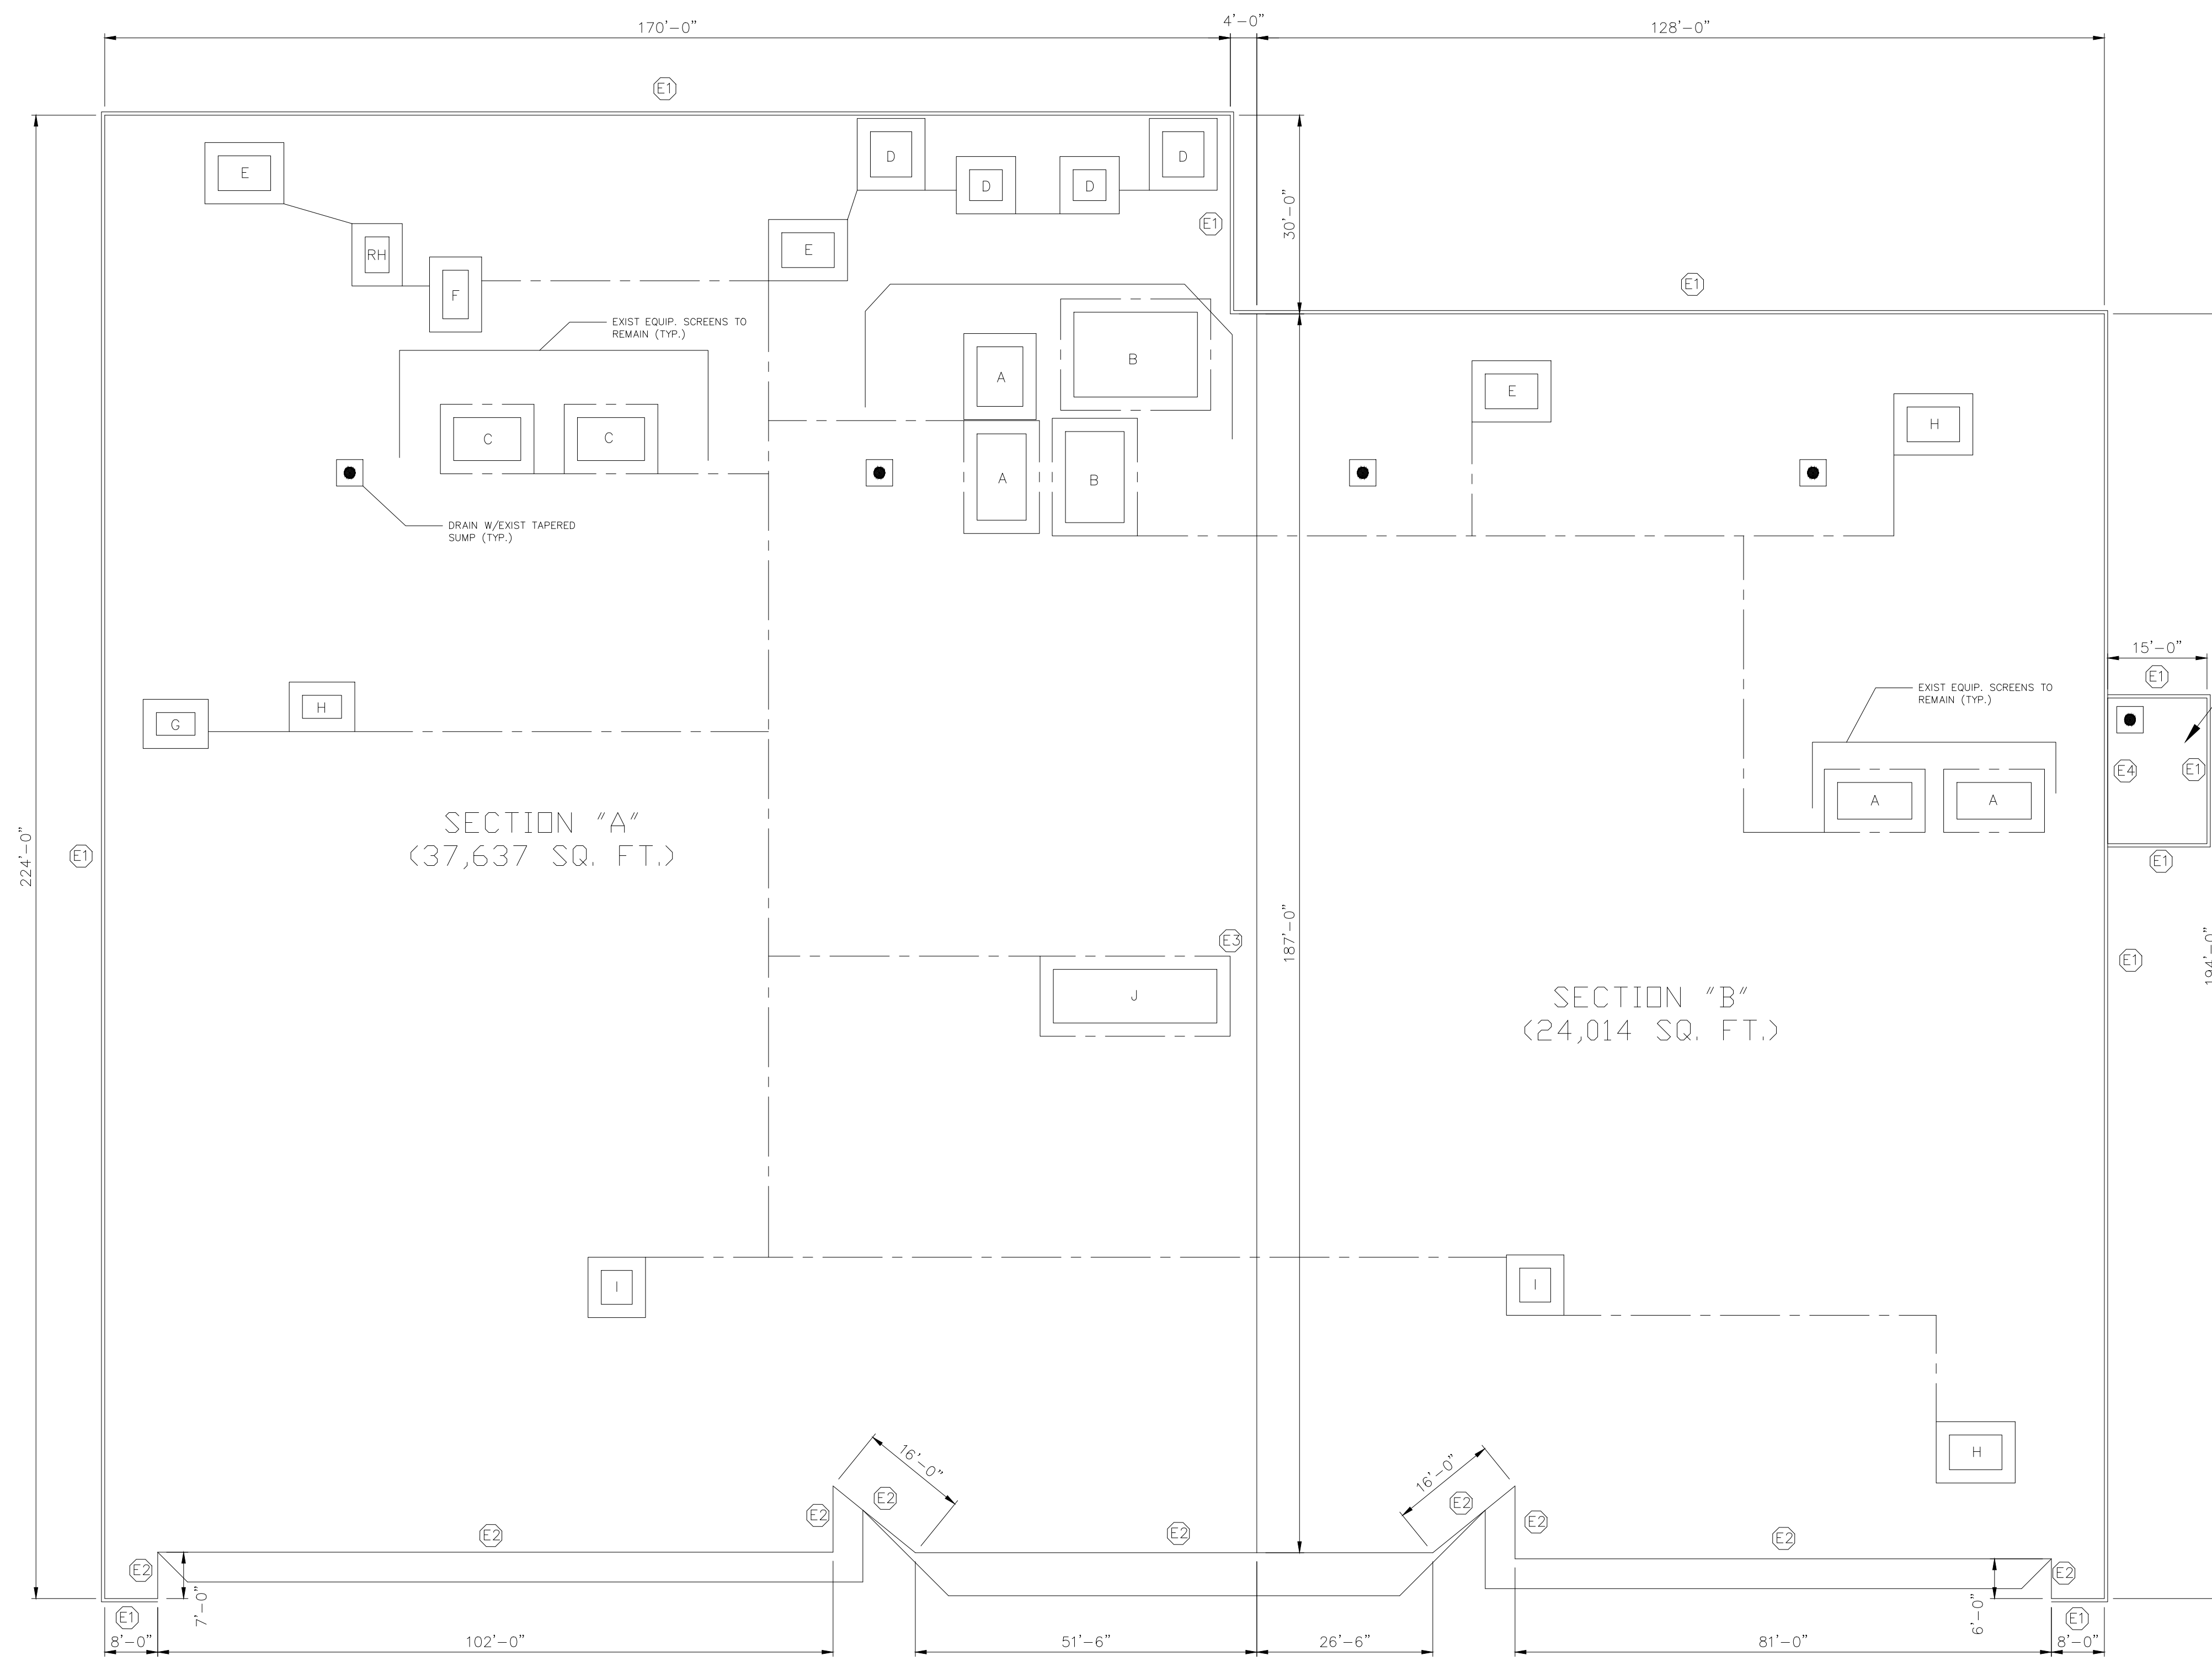 170'-0"
4'-0"
128'-0"
E1
E
D
D
D
D
RH
E
E1
30'-0"
E1
F
EXIST EQUIP. SCREENS TO
REMAIN (TYP.)
A
B
E
H
C
C
A
B
DRAIN W/EXIST TAPERED
SUMP (TYP.)
15'-0"
E1
EXIST EQUIP. SCREENS TO
REMAIN (TYP.)
G
H
E4
E1
A
A
SECTION "A"
(37,637 SQ. FT.)
224'-0"
E1
E1
E3
187'-0"
194'-0"
E1
J
SECTION "B"
(24,014 SQ. FT.)
I
I
H
16'-0"
16'-0"
E2
E2
E2
E2
E2
E2
E2
E2
E2
7'-0"
6'-0"
E1
E1
8'-0"
102'-0"
51'-6"
26'-6"
81'-0"
8'-0"